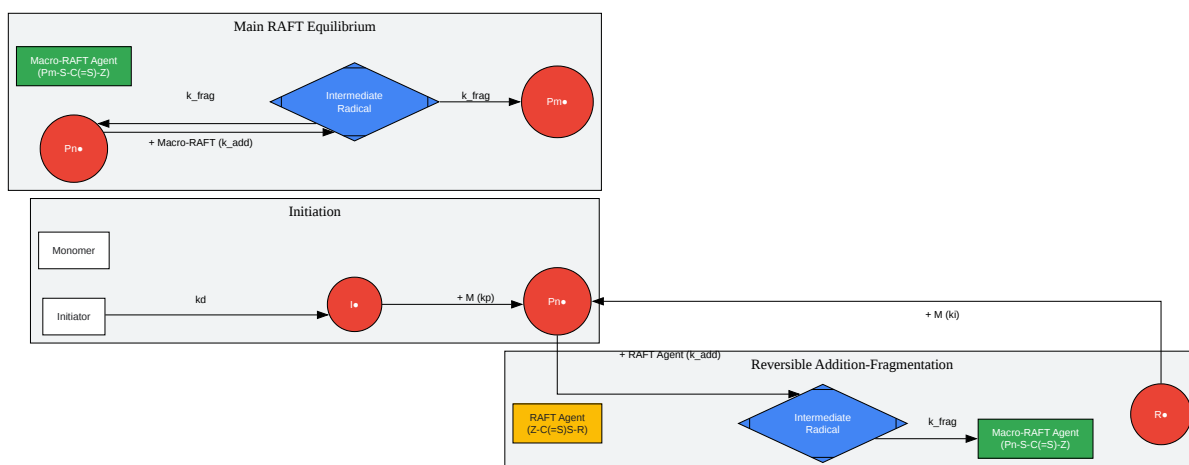 Main RAFT Equilibrium
Macro-RAFT Agent
(Pm-S-C(=S)-Z)
k_frag
Intermediate
Radical
k_frag
Pm●
+ Macro-RAFT (k_add)
Pn●
Initiation
Monomer
Initiator
kd
I●
+ M (kp)
Pn●
+ M (ki)
+ RAFT Agent (k_add)
Reversible Addition-Fragmentation
RAFT Agent
(Z-C(=S)S-R)
Intermediate
Radical
k_frag
Macro-RAFT Agent
(Pn-S-C(=S)-Z)
R●